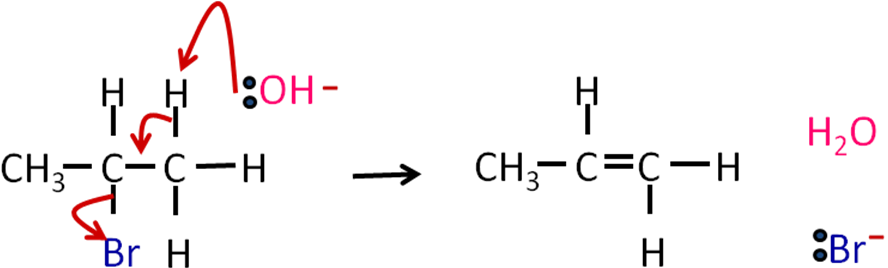 H H :OH–
CH₃ C C H
Br H
H
CH₃ C C H
H
H₂O
:Br–